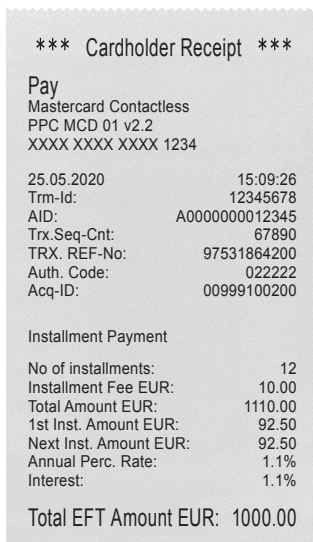 *** Cardholder Receipt ***
Pay
Mastercard Contactless
PPC MCD 01 v2.2
XXXX XXXX XXXX 1234
25.05.2020 15:09:26
Trm-Id: 12345678
AID: A0000000012345
Trx.Seq-Cnt: 67890
TRX. REF-No: 97531864200
Auth. Code: 022222
Acq-ID: 00999100200
Installment Payment
No of installments: 12
Installment Fee EUR: 10.00
Total Amount EUR: 1110.00
1st Inst. Amount EUR: 92.50
Next Inst. Amount EUR: 92.50
Annual Perc. Rate: 1.1%
Interest: 1.1%
Total EFT Amount EUR: 1000.00